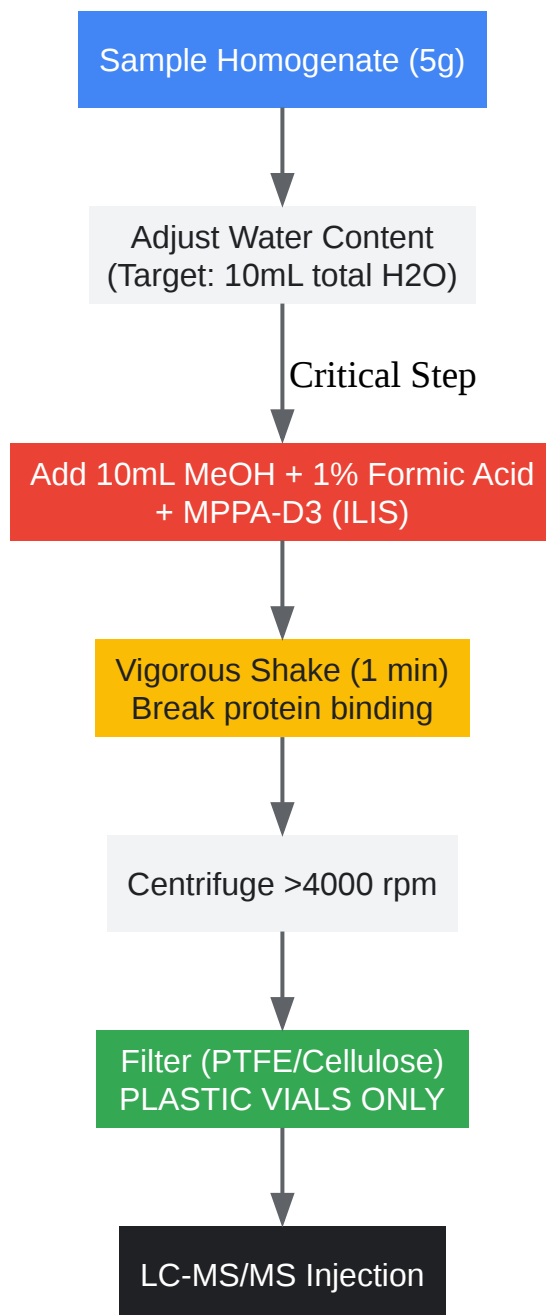 Sample Homogenate (5g)
Adjust Water Content
(Target: 10mL total H2O)
Critical Step
Add 10mL MeOH + 1% Formic Acid
+ MPPA-D3 (ILIS)
Vigorous Shake (1 min)
Break protein binding
Centrifuge >4000 rpm
Filter (PTFE/Cellulose)
PLASTIC VIALS ONLY
LC-MS/MS Injection